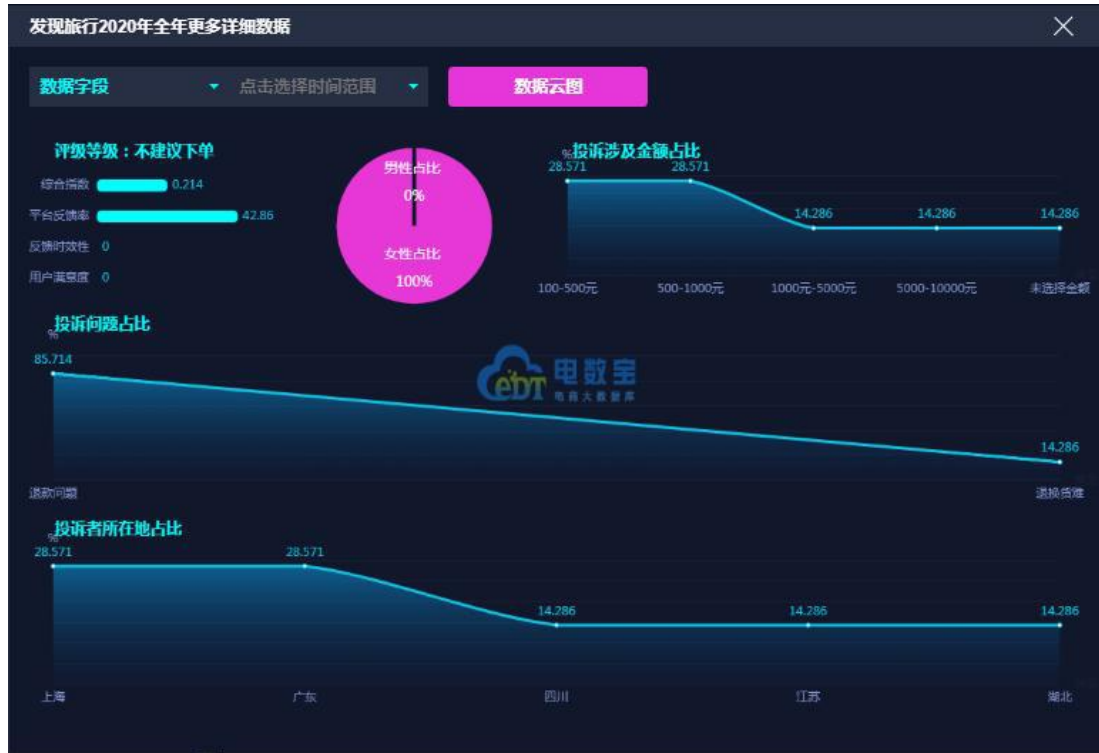 发现旅行2020年全年更多详细数据
数据字段
点击选择时间范围
数据云图
评级等级：不建议下单
综合指数 0.214
平台反馈率 42.86
反馈时效性 0
用户满意度 0
男性占比
0%
女性占比
100%
%投诉涉及金额占比
28.571 28.571 14.286 14.286 14.286
100-500元 500-1000元 1000元-5000元 5000-10000元 未选择金额
投诉问题占比
%
85.714
14.286
退款问题 退换货难
ebT 电数宝
电商大数据库
投诉者所在地占比
%
28.571 28.571 14.286 14.286 14.286
上海 广东 四川 江苏 湖北